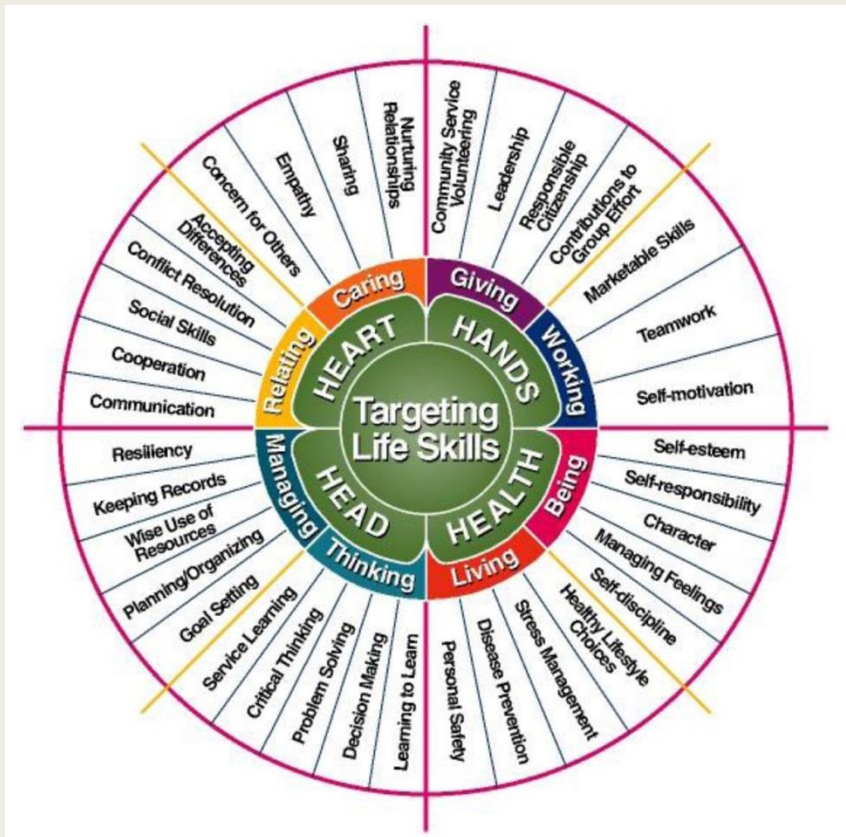 Targeting
Life Skills
HEART
HANDS
HEALTH
HEAD
Caring
Giving
Working
Being
Living
Thinking
Managing
Relating
Community Service
Volunteering
Leadership
Responsible
Citizenship
Contributions to
Group Effort
Marketable Skills
Teamwork
Self-motivation
Self-esteem
Self-responsibility
Character
Managing Feelings
Self-discipline
Healthy Lifestyle
Choices
Stress Management
Disease Prevention
Personal Safety
Learning to Learn
Decision Making
Problem Solving
Critical Thinking
Service Learning
Goal Setting
Planning/Organizing
Wise Use of
Resources
Keeping Records
Resiliency
Communication
Cooperation
Social Skills
Conflict Resolution
Accepting
Differences
Concern for Others
Empathy
Sharing
Nurturing
Relationships